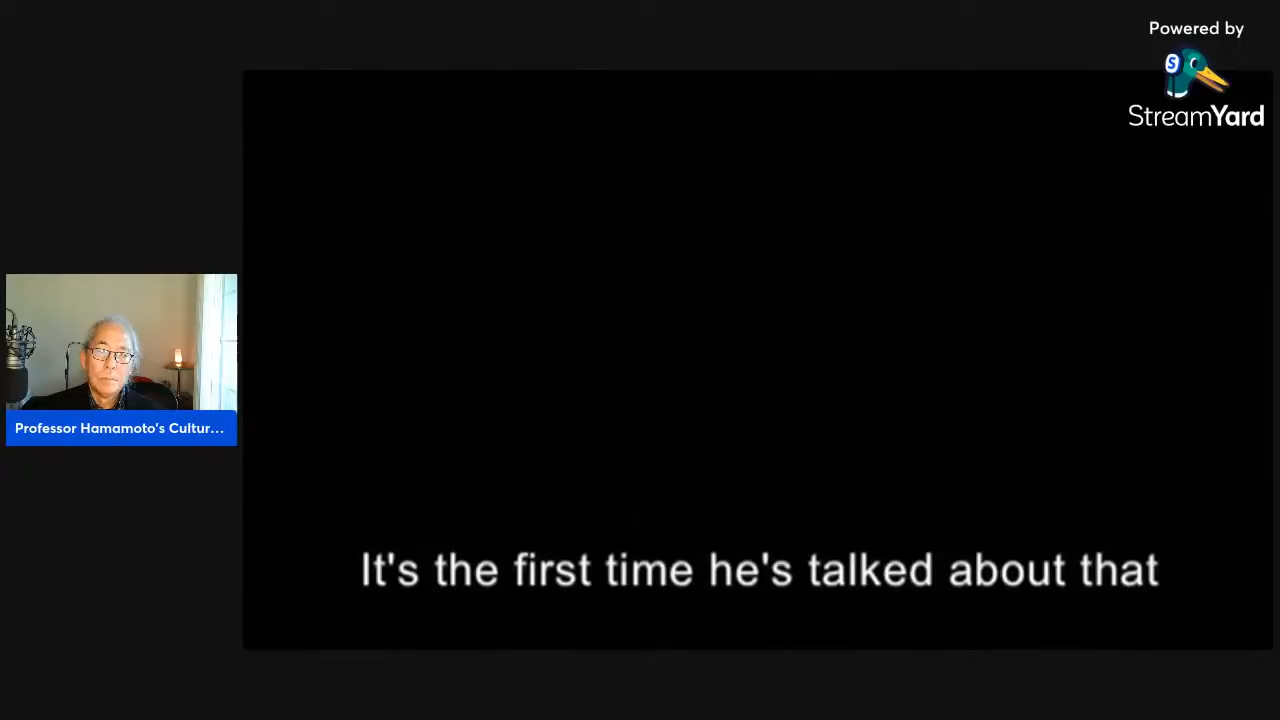 Powered by
S
StreamYard
Professor Hamamoto's Cultur...
It's the first time he's talked about that